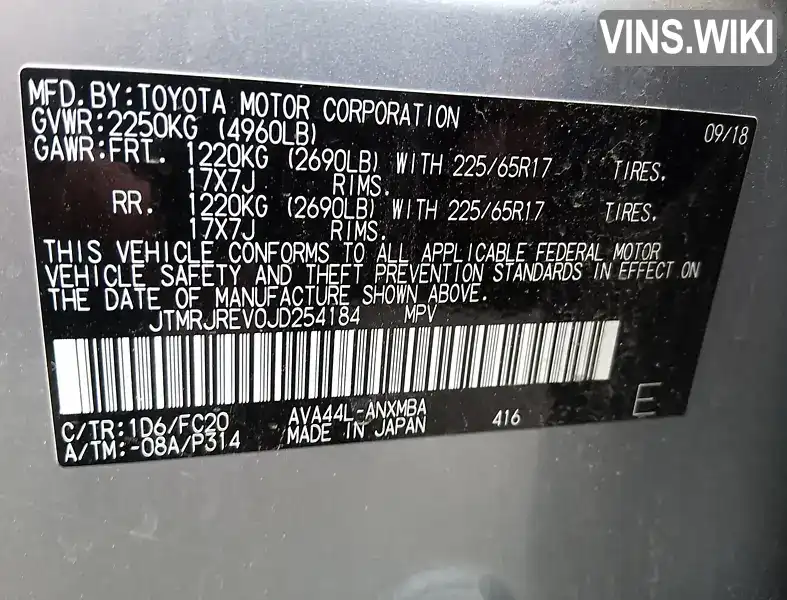 VINS.WIKI
MFD.BY:TOYOTA MOTOR CORPORATION 09/18
GVWR:2250KG (4960LB)
GAWR:FRT. 1220KG (2690LB) WITH 225/65R17 TIRES.
17X7J RIMS.
RR. 1220KG (2690LB) WITH 225/65R17 TIRES.
17X7J RIMS.
THIS VEHICLE CONFORMS TO ALL APPLICABLE FEDERAL MOTOR
VEHICLE SAFETY AND THEFT PREVENTION STANDARDS IN EFFECT ON
THE DATE OF MANUFACTURE SHOWN ABOVE.
JTMRJREV0JD254184 MPV
C/TR:1D6/FC20 AVA44L-ANXMBA 416 E
A/TM:-08A/P314 MADE IN JAPAN